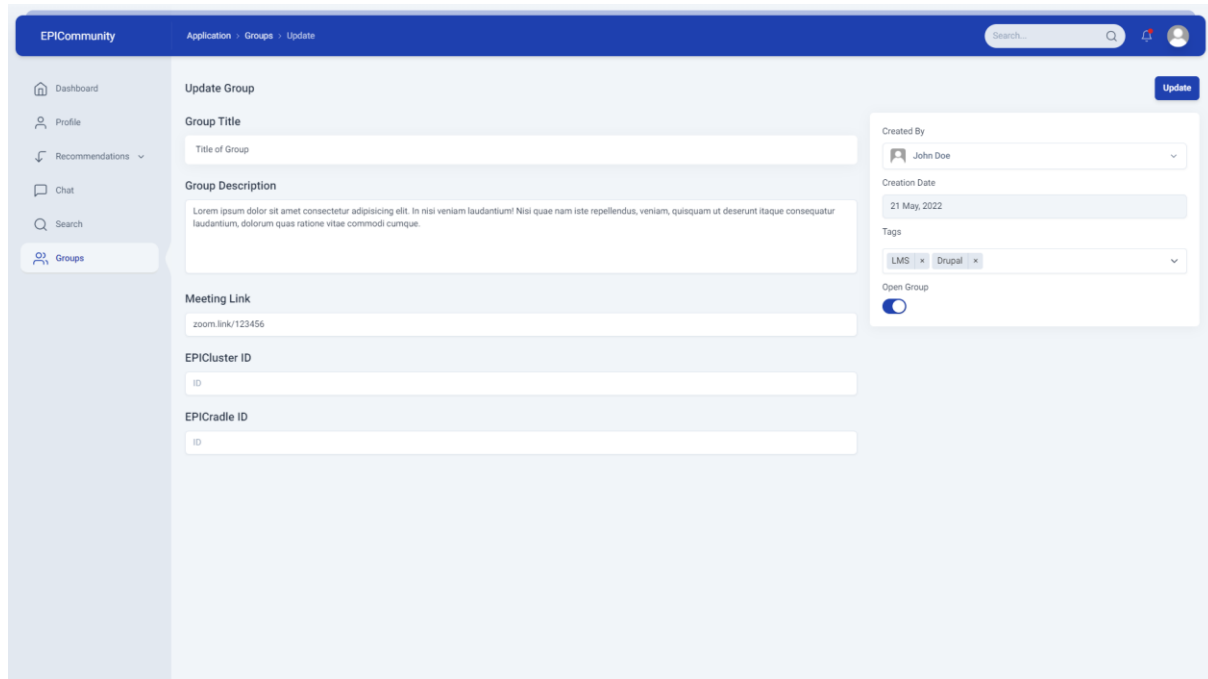 EPICommunity
Application > Groups > Update
Search...
Dashboard
Profile
Recommendations
Chat
Search
Groups
Update Group
Update
Group Title
Title of Group
Group Description
Lorem ipsum dolor sit amet consectetur adipisicing elit. In nisi veniam laudantium! Nisi quae nam iste repellendus, veniam, quisquam ut deserunt itaque consequatur
laudantium, dolorum quas ratione vitae commodi cumque.
Meeting Link
zoom.link/123456
EPICluster ID
ID
EPICradle ID
ID
Created By
John Doe
Creation Date
21 May, 2022
Tags
LMS × Drupal ×
Open Group